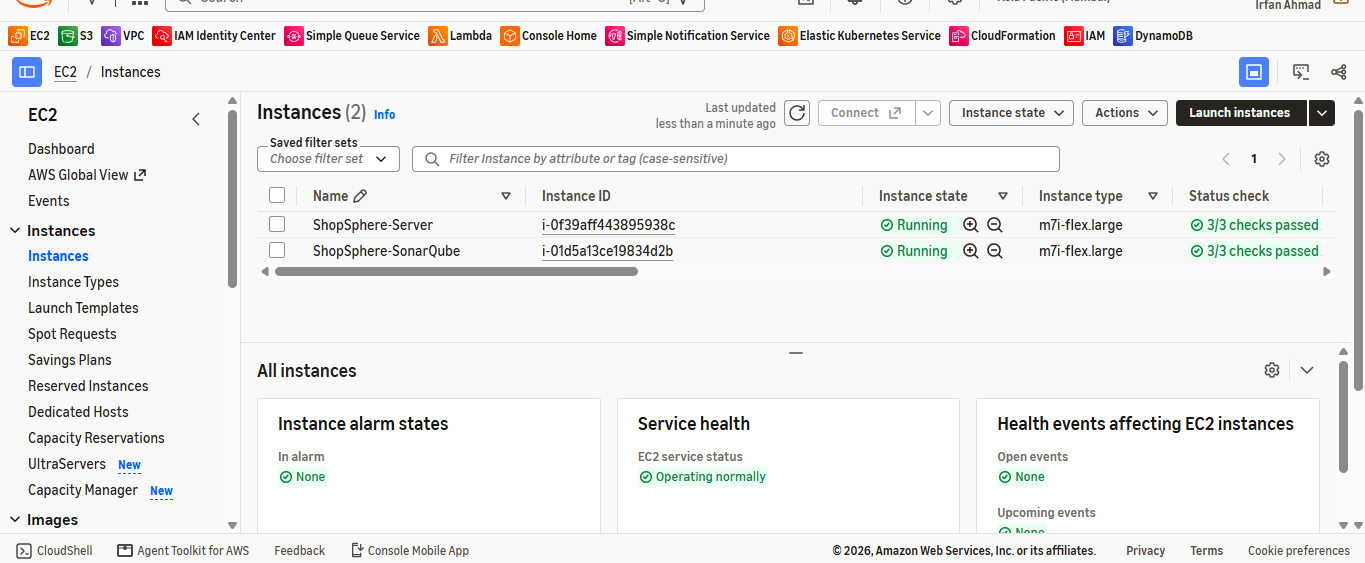 Irfan Ahmad
EC2 S3 VPC IAM Identity Center Simple Queue Service Lambda Console Home Simple Notification Service Elastic Kubernetes Service CloudFormation IAM DynamoDB
EC2 / Instances
EC2
Dashboard
AWS Global View
Events
Instances
Instances
Instance Types
Launch Templates
Spot Requests
Savings Plans
Reserved Instances
Dedicated Hosts
Capacity Reservations
UltraServers New
Capacity Manager New
Images
Instances (2) Info
Last updated
less than a minute ago
Connect
Instance state
Actions
Launch instances
Saved filter sets
Choose filter set
Filter Instance by attribute or tag (case-sensitive)
1
Name Instance ID Instance state Instance type Status check
ShopSphere-Server i-0f39aff443895938c Running m7i-flex.large 3/3 checks passed
ShopSphere-SonarQube i-01d5a13ce19834d2b Running m7i-flex.large 3/3 checks passed
All instances
Instance alarm states
In alarm
None
Service health
EC2 service status
Operating normally
Health events affecting EC2 instances
Open events
None
Upcoming events
None
CloudShell Agent Toolkit for AWS Feedback Console Mobile App
© 2026, Amazon Web Services, Inc. or its affiliates. Privacy Terms Cookie preferences